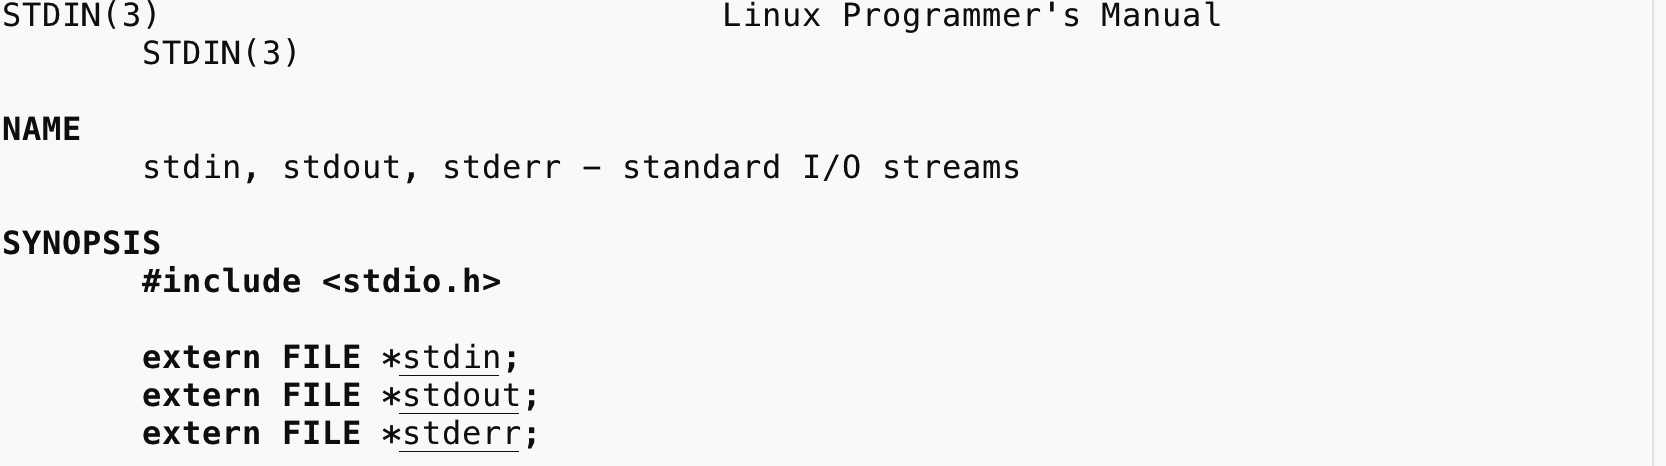 STDIN(3) Linux Programmer's Manual
STDIN(3)
NAME
stdin, stdout, stderr – standard I/O streams
SYNOPSIS
#include <stdio.h>
extern FILE *stdin;
extern FILE *stdout;
extern FILE *stderr;